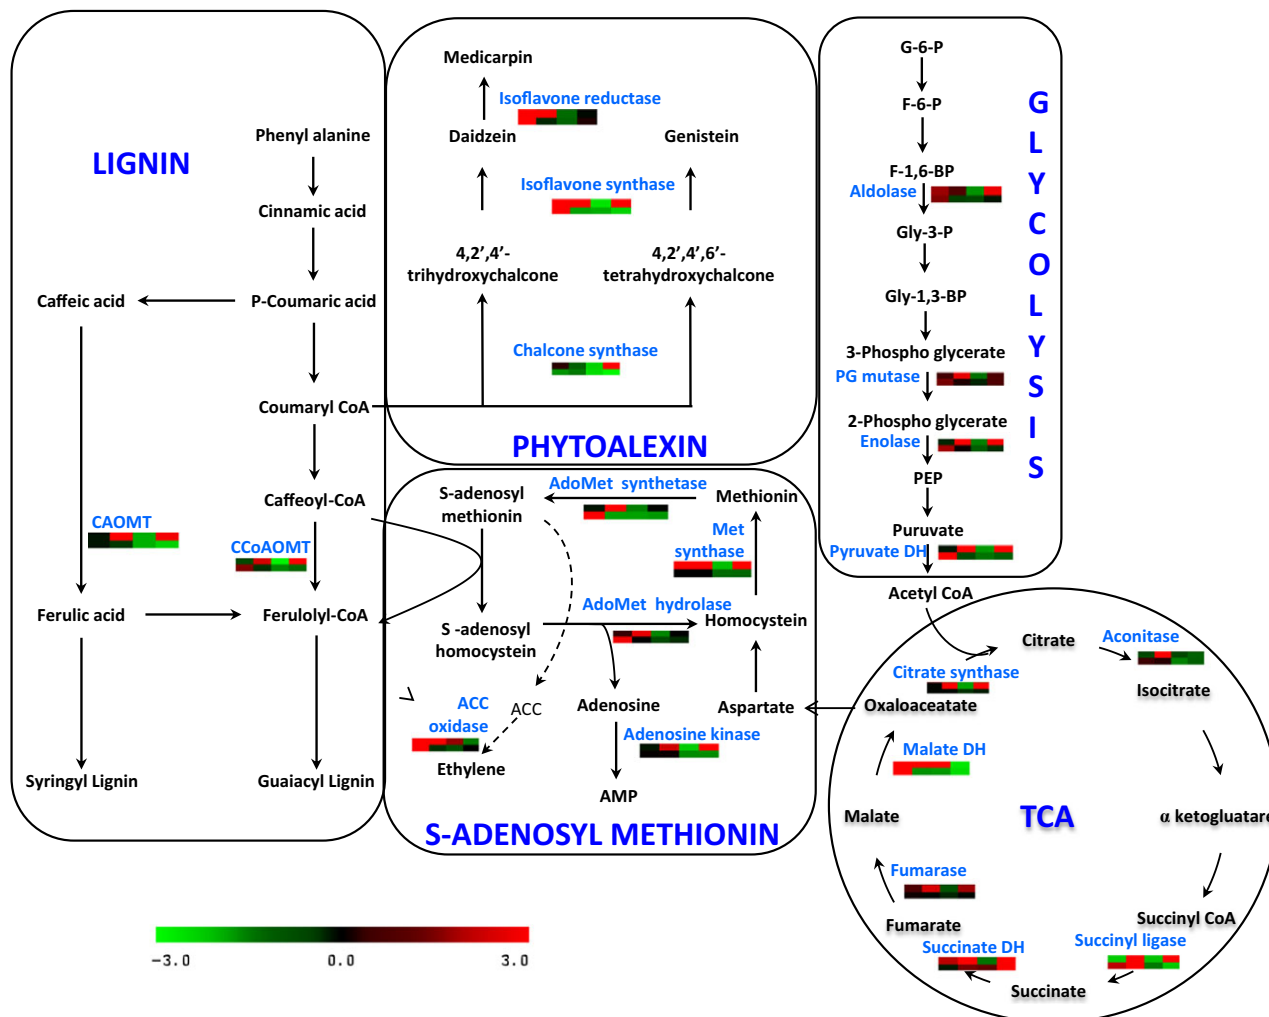 LIGNIN
Phenyl alanine
Cinnamic acid
Caffeic acid
P-Coumaric acid
Coumaryl CoA
Caffeoyl-CoA
CAOMT
CCoAOMT
Ferulic acid
Ferulolyl-CoA
Syringyl Lignin
Guaiacyl Lignin
Medicarpin
Isoflavone reductase
Daidzein
Genistein
Isoflavone synthase
4,2’,4’-
trihydroxychalcone
4,2’,4’,6’-
tetrahydroxychalcone
Chalcone synthase
PHYTOALEXIN
S-adenosyl
methionin
AdoMet synthetase
Methionin
Met
synthase
AdoMet hydrolase
Homocystein
S -adenosyl
homocystein
ACC
oxidase
ACC
Adenosine
Aspartate
Adenosine kinase
Ethylene
AMP
S-ADENOSYL METHIONIN
G-6-P
F-6-P
F-1,6-BP
Aldolase
Gly-3-P
Gly-1,3-BP
3-Phospho glycerate
PG mutase
2-Phospho glycerate
Enolase
PEP
Puruvate
Pyruvate DH
GLYCOLYSIS
Acetyl CoA
Citrate
Aconitase
Citrate synthase
Isocitrate
Oxaloaceatate
Malate DH
Malate
TCA
α ketogluatare
Fumarase
Fumarate
Succinyl CoA
Succinate DH
Succinyl ligase
Succinate
-3.0 0.0 3.0